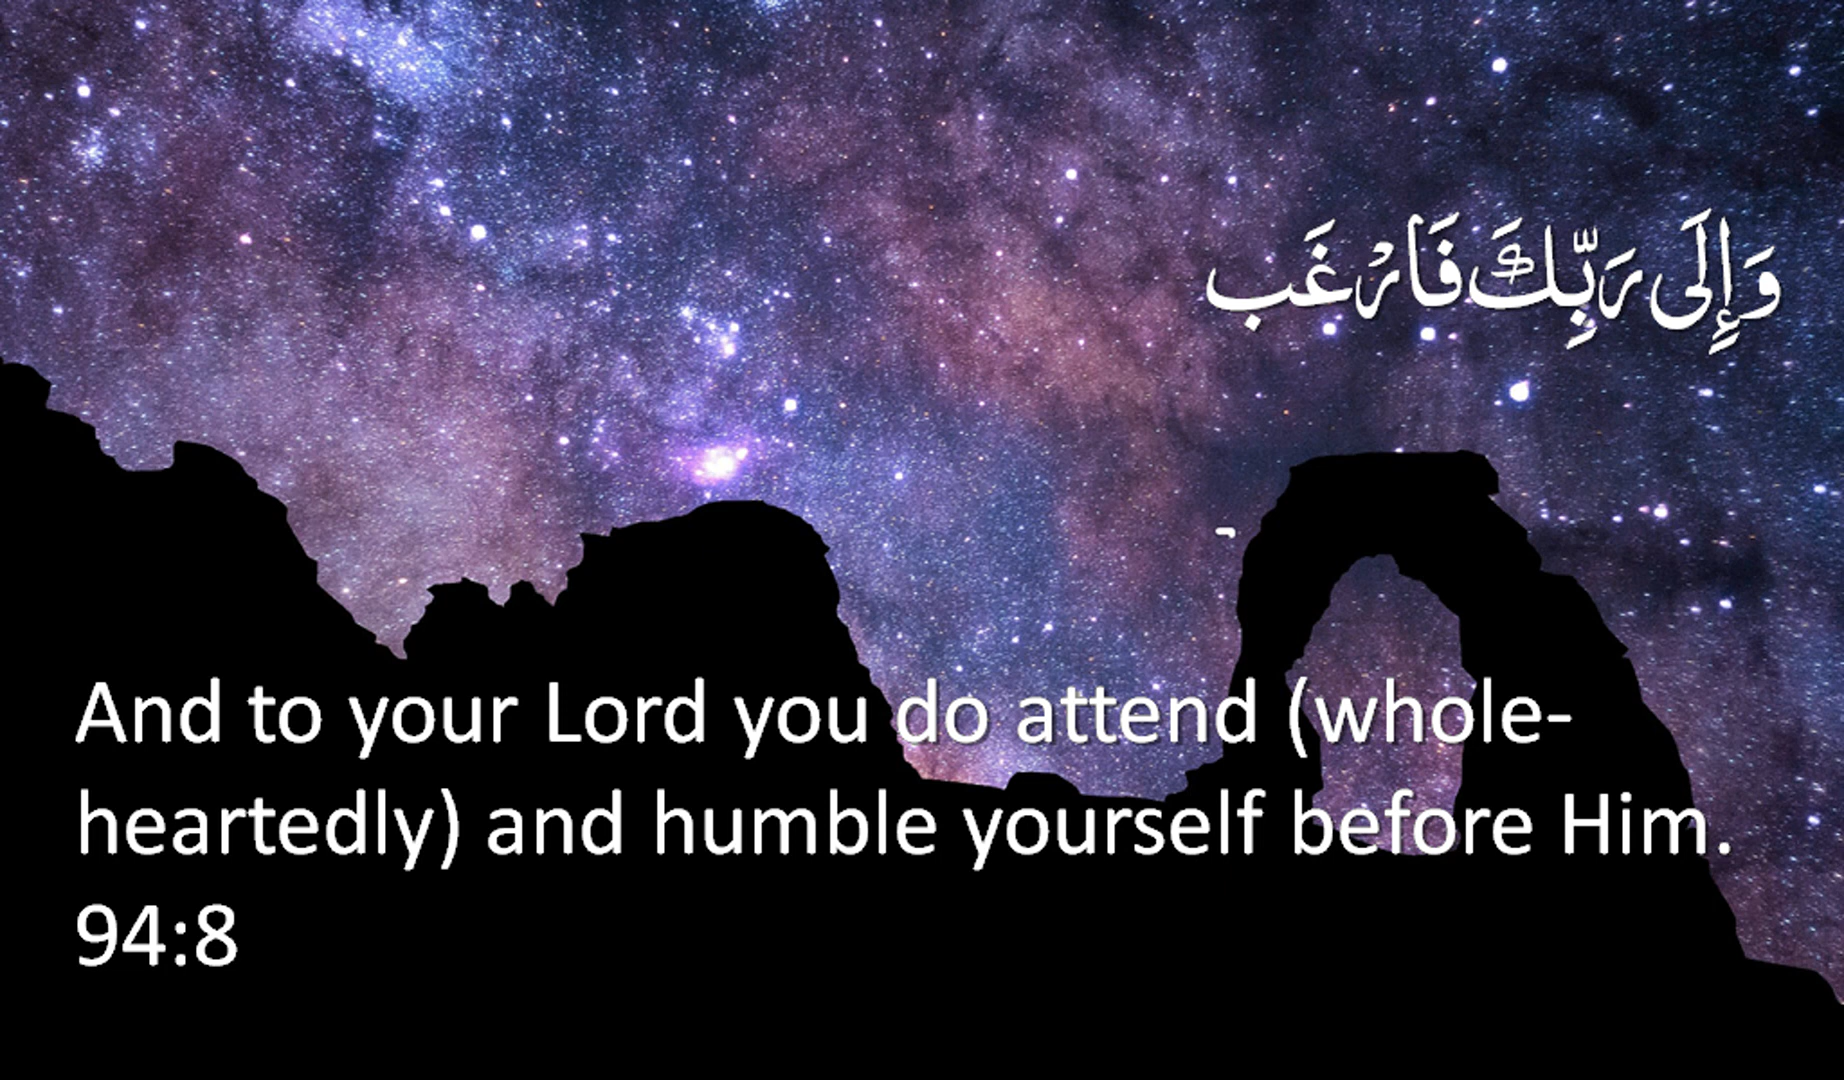 وَإِلَى رَبِّكَ فَارْغَب
And to your Lord you do attend (whole-
heartedly) and humble yourself before Him.
94:8